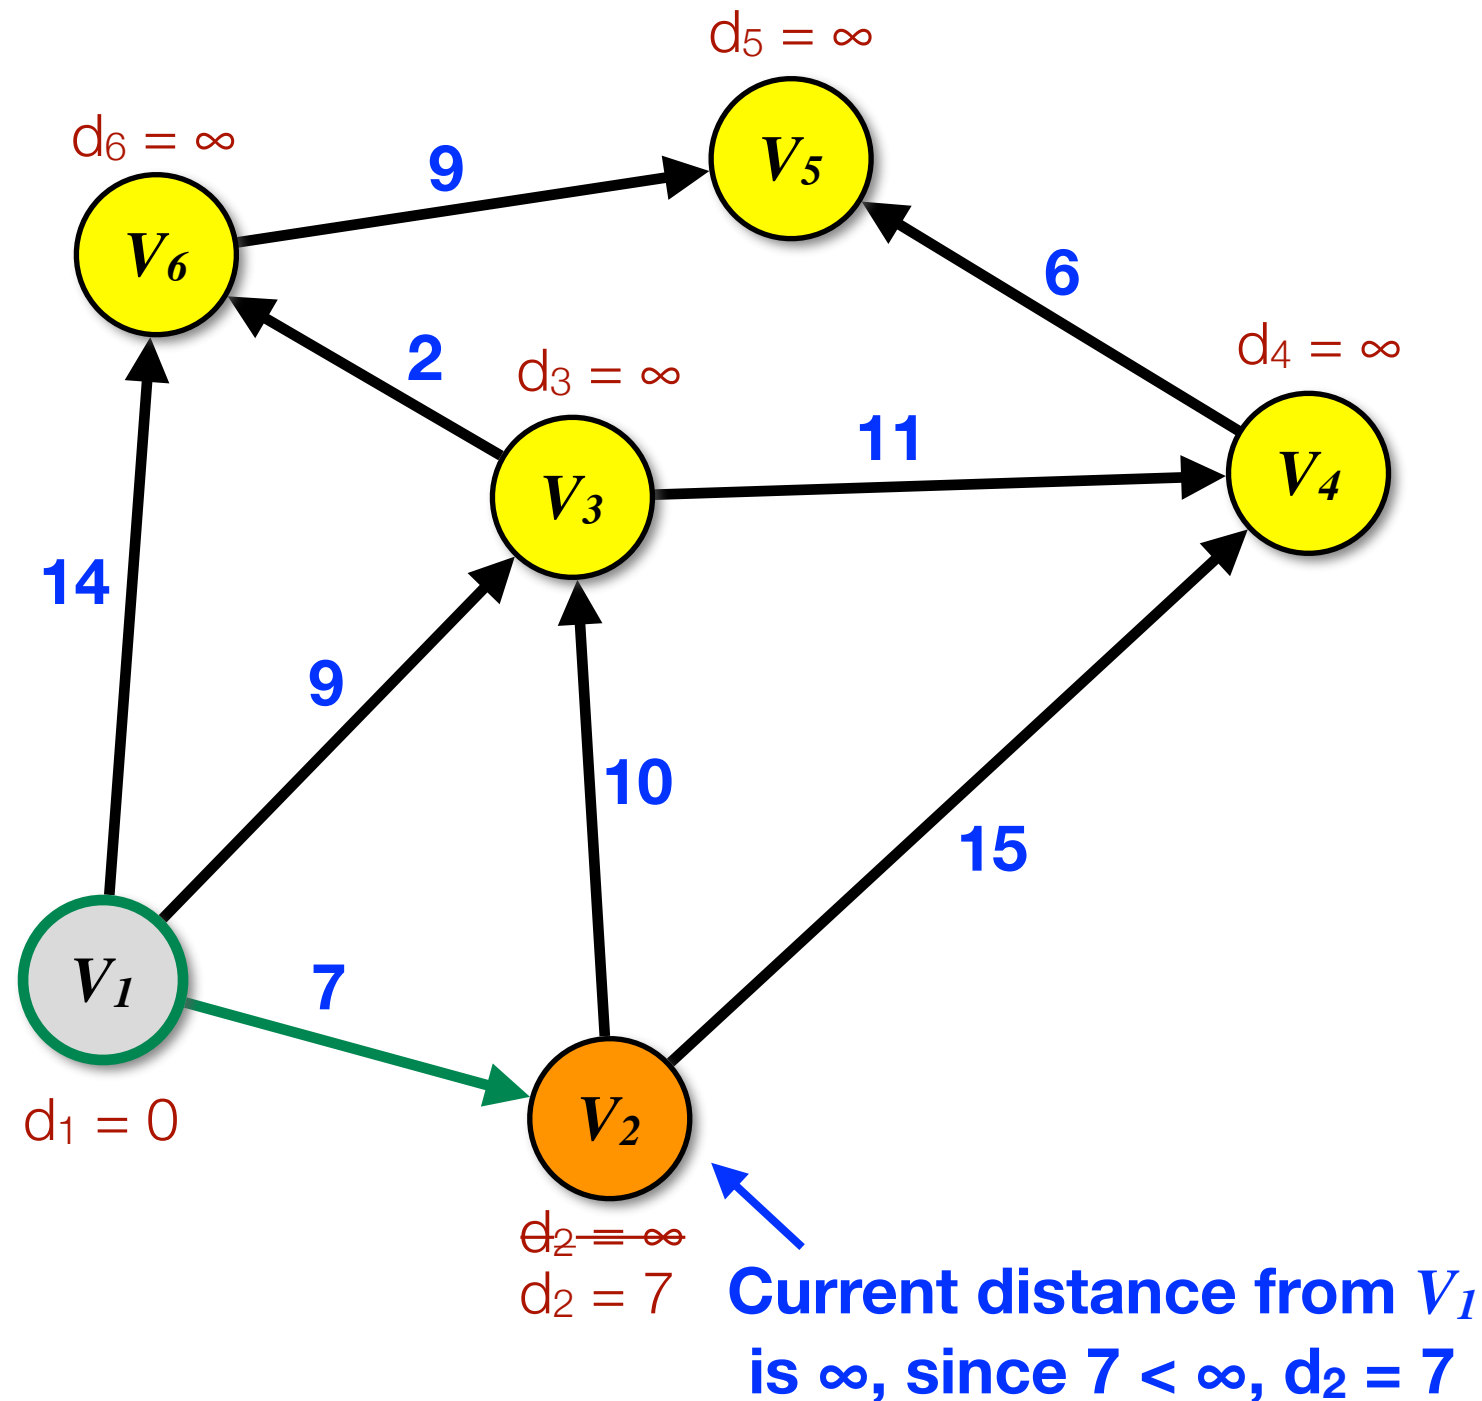 d₅ = ∞
V₅
d₆ = ∞
9
V₆
6
2
d₃ = ∞
d₄ = ∞
11
V₃
V₄
14
9
10
15
V₁
7
d₁ = 0
V₂
d₂ = ∞
d₂ = 7
Current distance from V₁
is ∞, since 7 < ∞, d₂ = 7